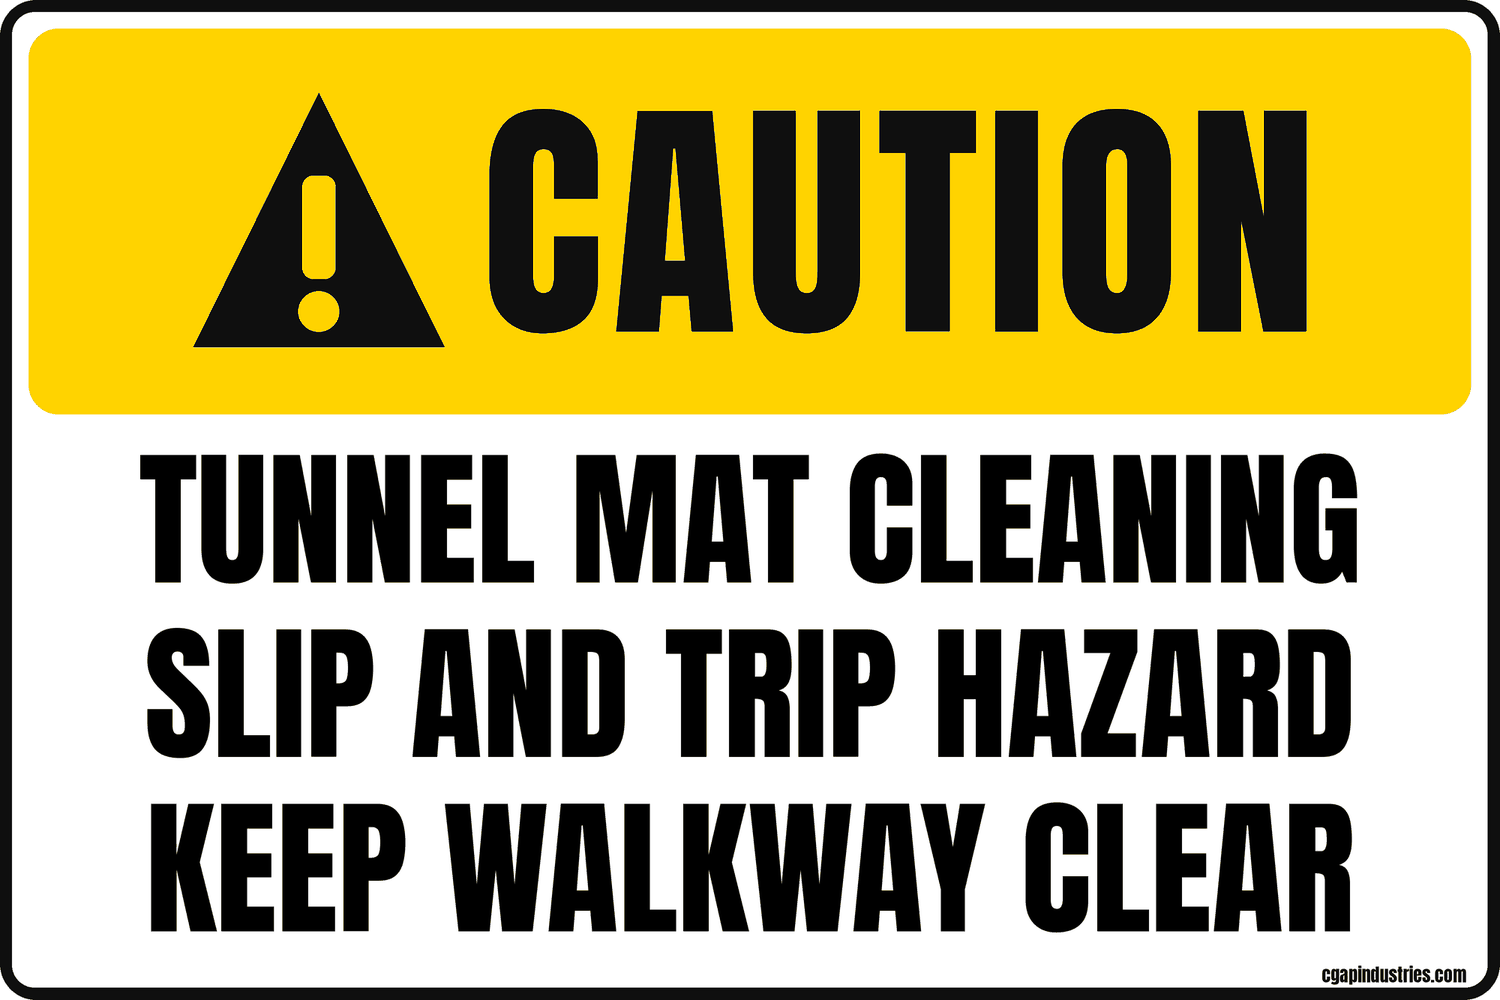 CAUTION
TUNNEL MAT CLEANING
SLIP AND TRIP HAZARD
KEEP WALKWAY CLEAR
cgapindustries.com